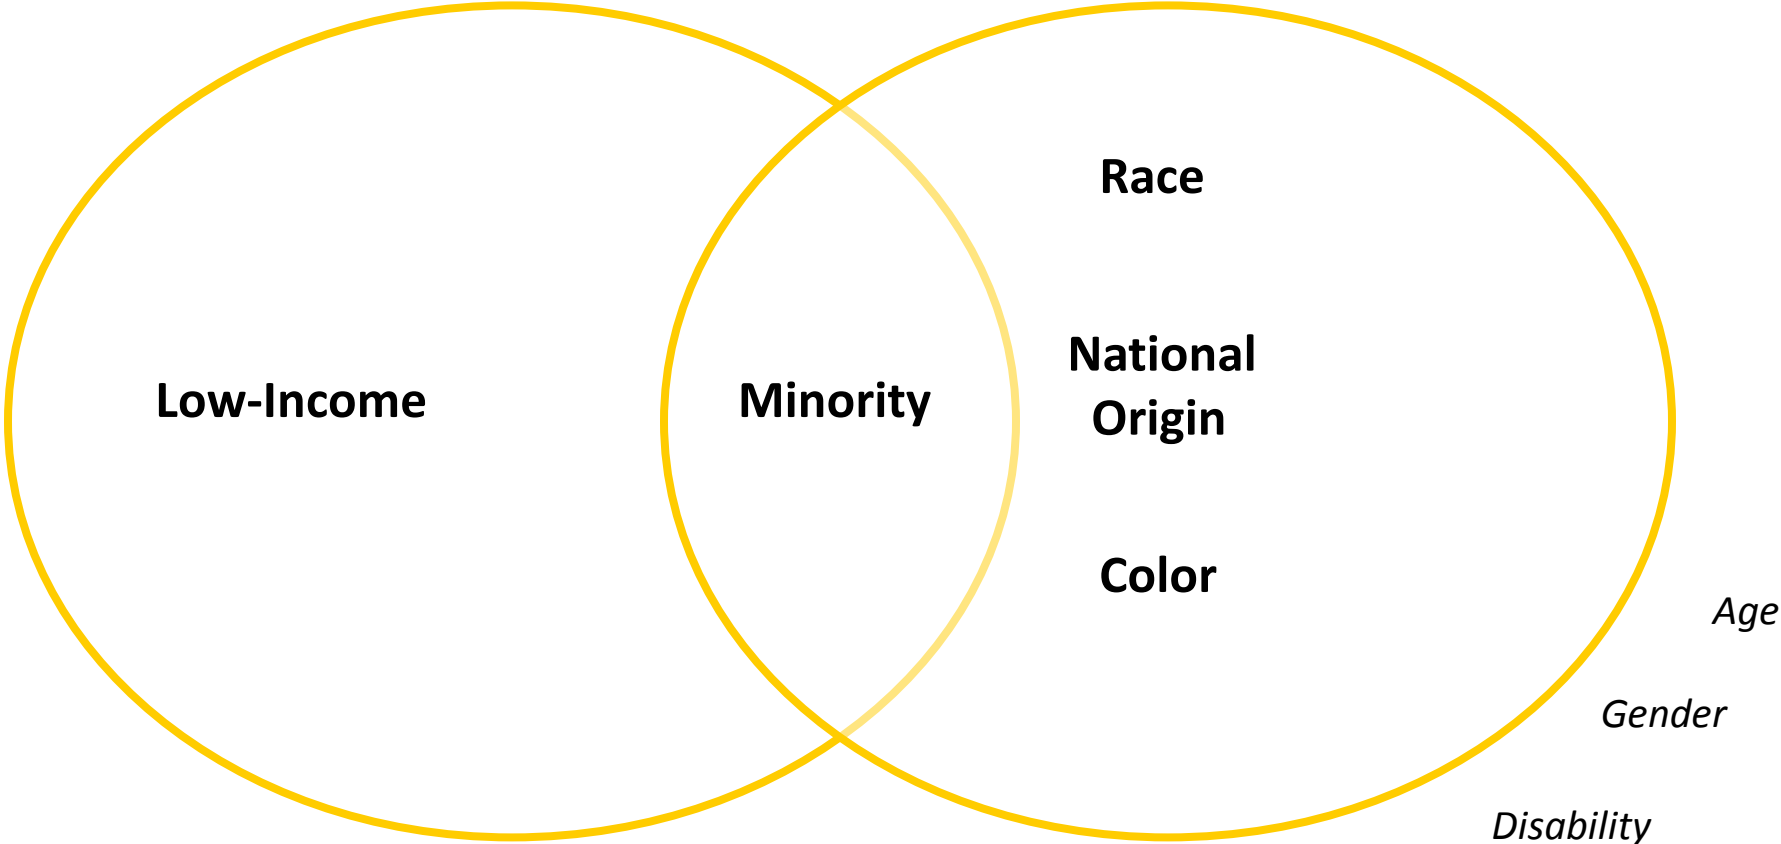 Race
Low-Income
Minority
National
Origin
Color
Age
Gender
Disability